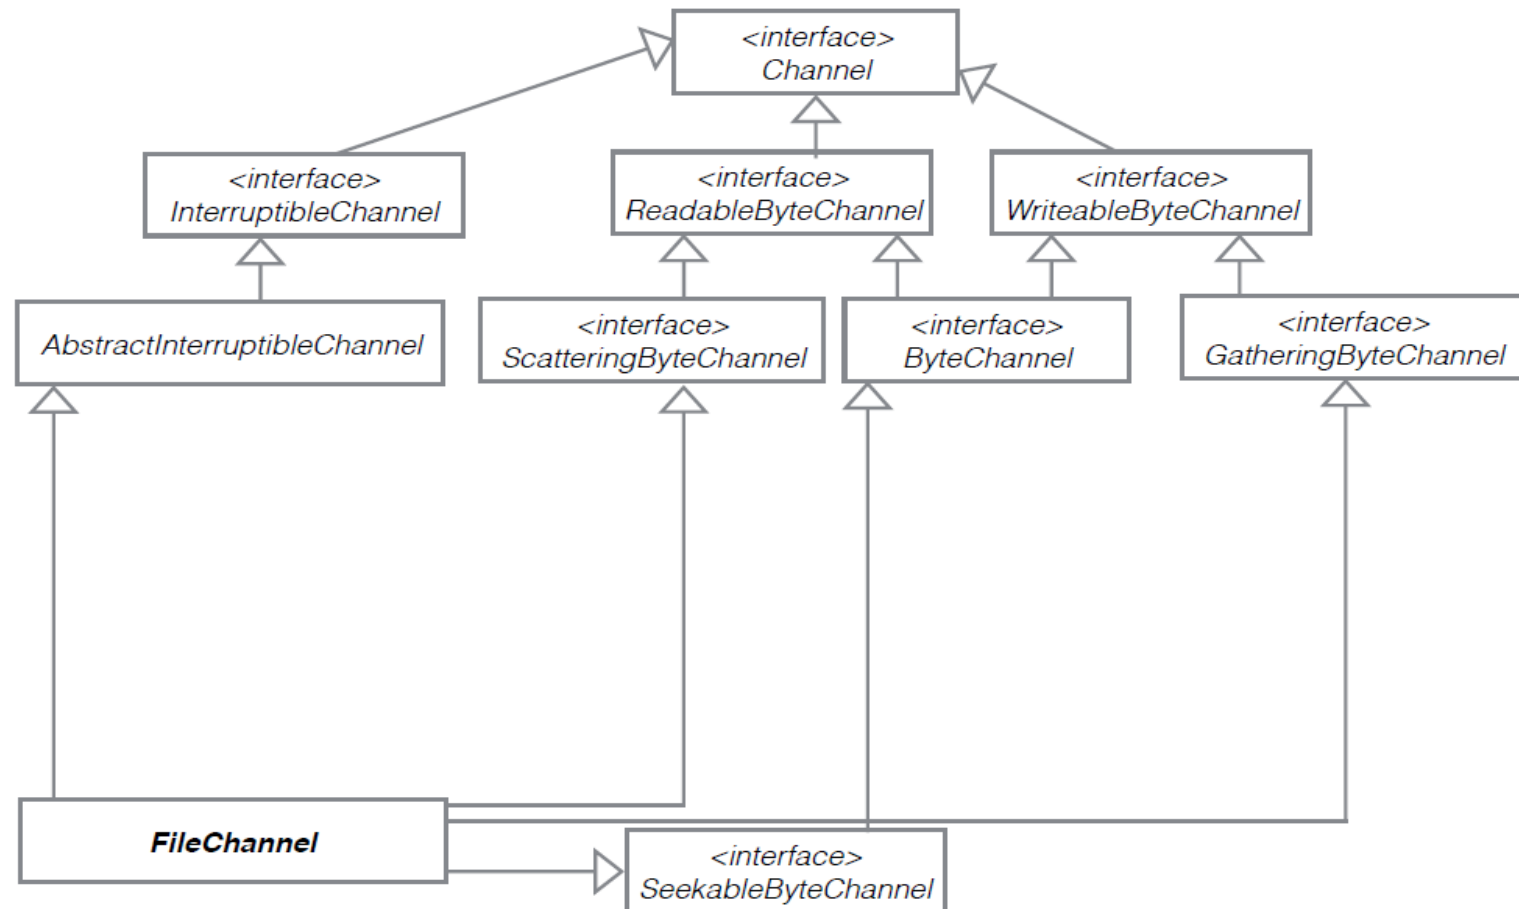 <interface>
Channel
<interface>
InterruptibleChannel
<interface>
ReadableByteChannel
<interface>
WriteableByteChannel
AbstractInterruptibleChannel
<interface>
ScatteringByteChannel
<interface>
ByteChannel
<interface>
GatheringByteChannel
FileChannel
<interface>
SeekableByteChannel